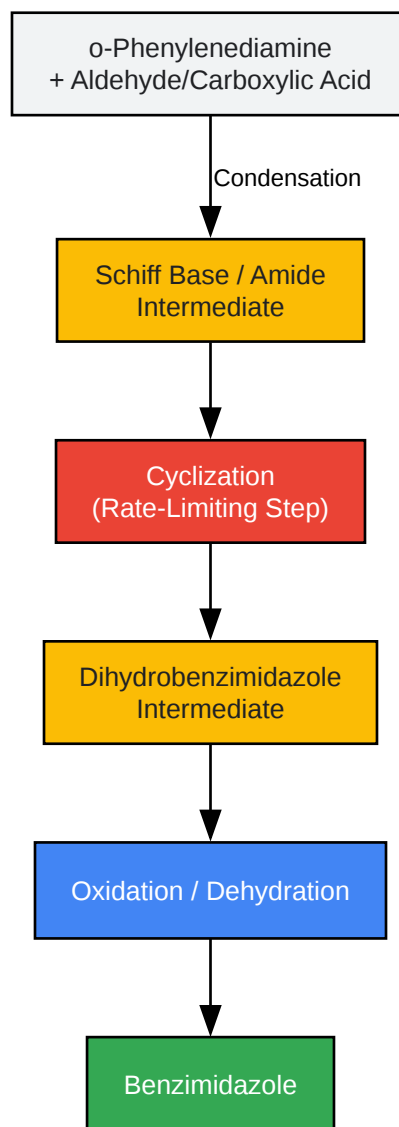 o-Phenylenediamine
+ Aldehyde/Carboxylic Acid
Condensation
Schiff Base / Amide
Intermediate
Cyclization
(Rate-Limiting Step)
Dihydrobenzimidazole
Intermediate
Oxidation / Dehydration
Benzimidazole